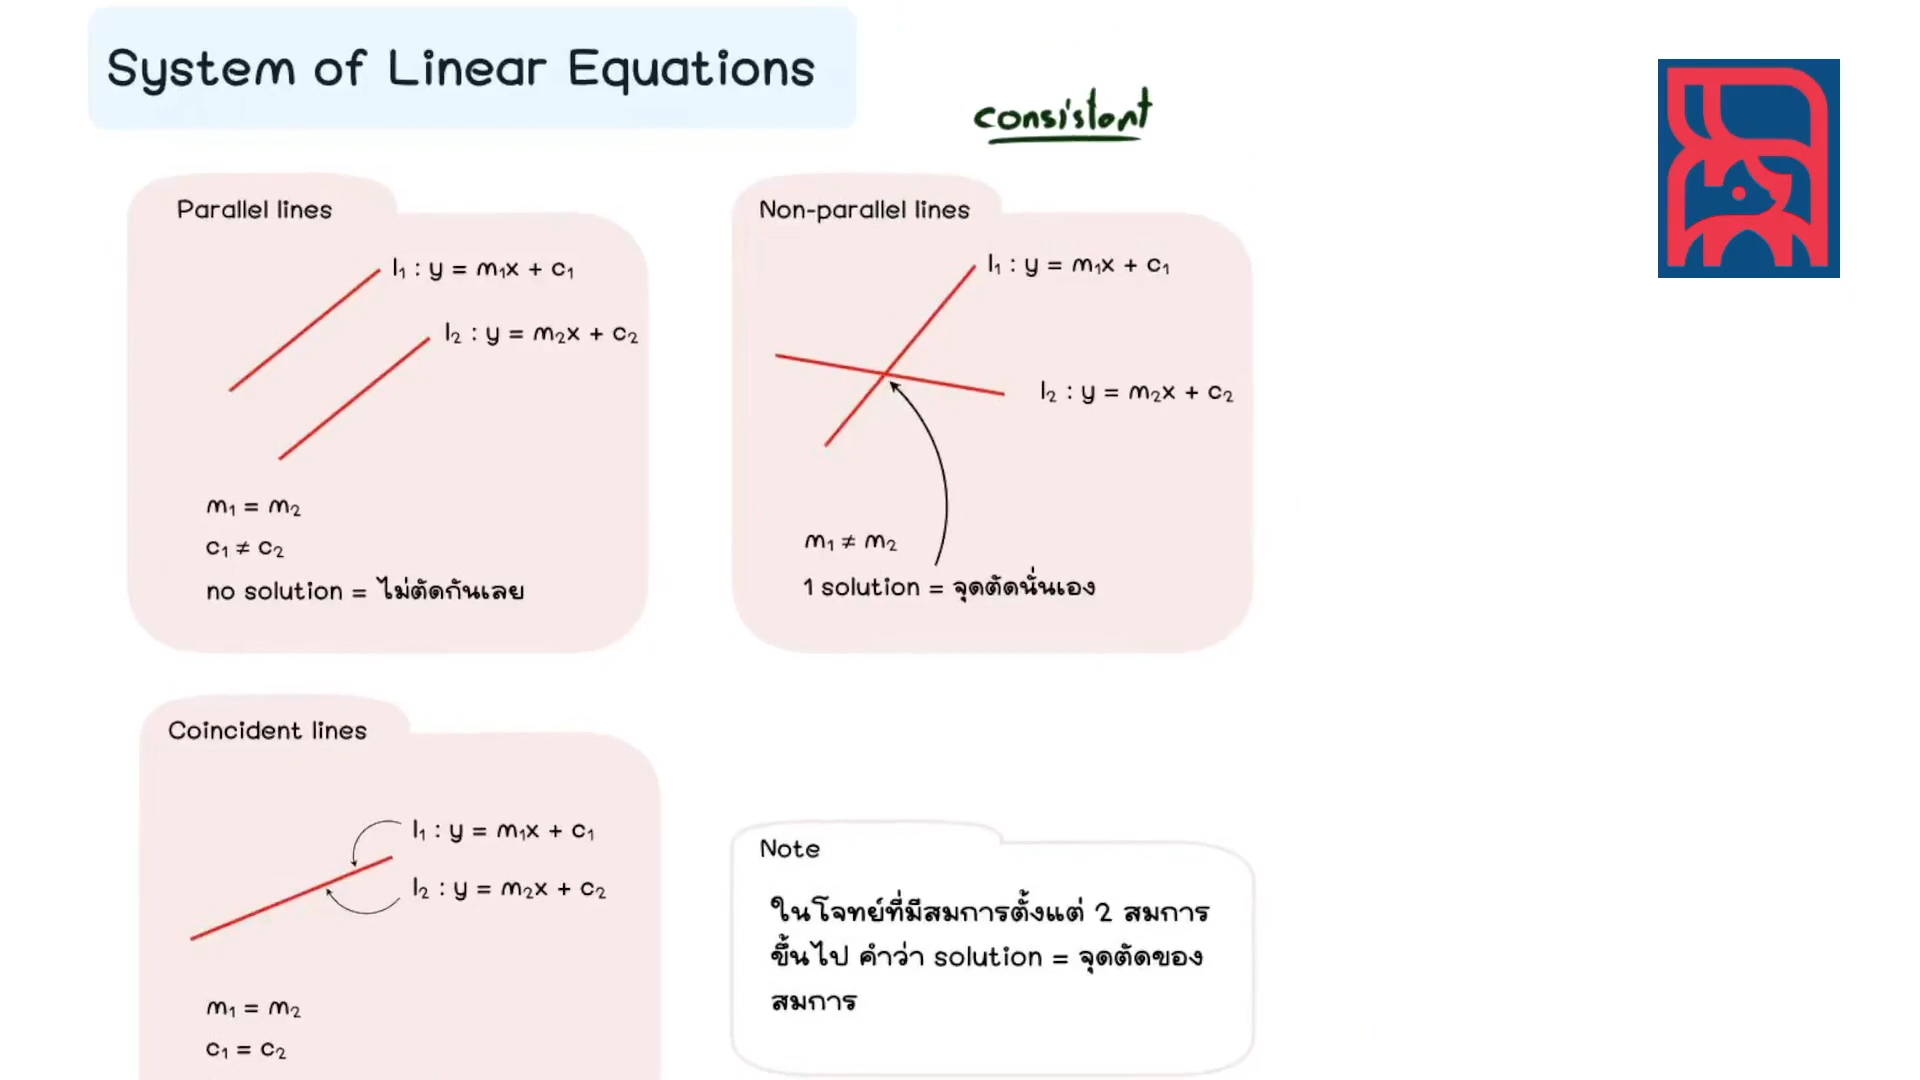 System of Linear Equations
consistent
Parallel lines
l₁ : y = m₁x + c₁
l₂ : y = m₂x + c₂
m₁ = m₂
c₁ ≠ c₂
no solution = ไม่ตัดกันเลย
Non-parallel lines
l₁ : y = m₁x + c₁
l₂ : y = m₂x + c₂
m₁ ≠ m₂
1 solution = จุดตัดนั่นเอง
Coincident lines
l₁ : y = m₁x + c₁
l₂ : y = m₂x + c₂
m₁ = m₂
c₁ = c₂
Note
ในโจทย์ที่มีสมการตั้งแต่ 2 สมการ
ขึ้นไป คำว่า solution = จุดตัดของ
สมการ